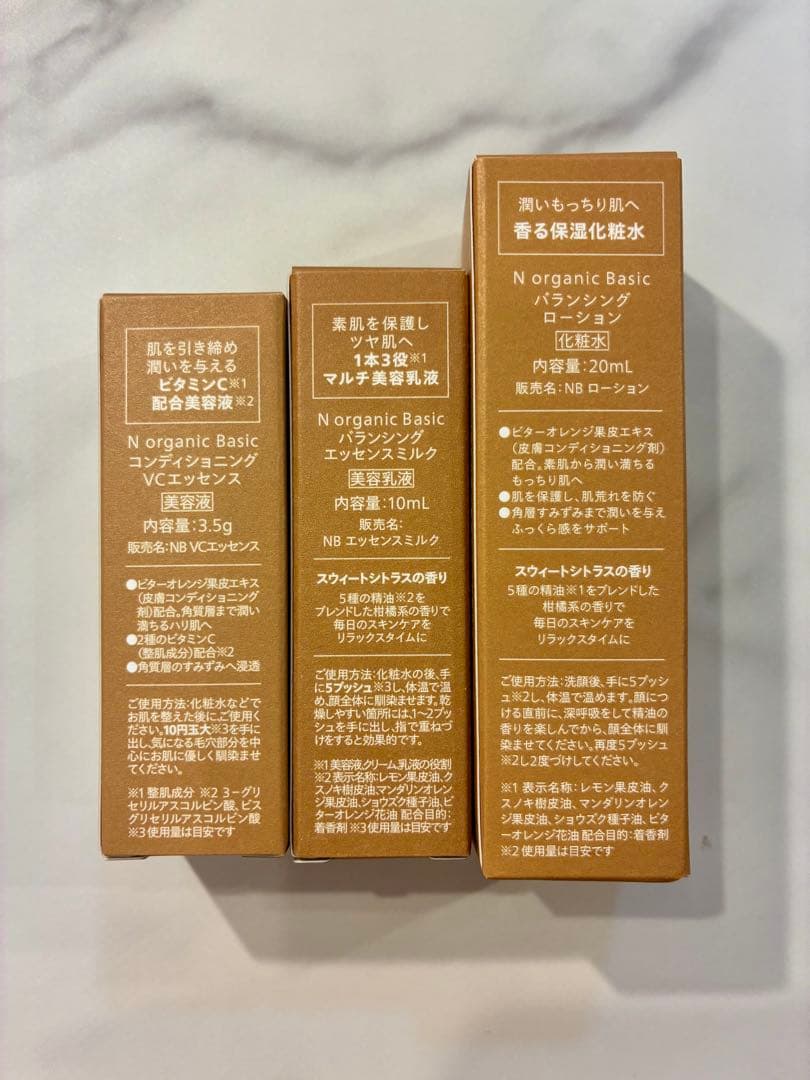 肌を引き締め
潤いを与える
ビタミンC※1
配合美容液※2
N organic Basic
コンディショニング
VCエッセンス
美容液
内容量:3.5g
販売名:NB VCエッセンス
●ビターオレンジ果皮エキス
(皮膚コンディショニング
剤)配合。角質層まで潤い
満ちるハリ肌へ
●2種のビタミンC
(整肌成分)配合※2
●角質層のすみずみへ浸透
ご使用方法:化粧水などで
お肌を整えた後に、ご使用く
ださい。10円玉大※3を手に
出し、気になる毛穴部分を中
心にお肌に優しく馴染ませ
てください。
※1 整肌成分 ※2 3-グリ
セリルアスコルビン酸、ビス
グリセリルアスコルビン酸
※3 使用量は目安です
素肌を保護し
ツヤ肌へ
1本3役※1
マルチ美容乳液
N organic Basic
バランシング
エッセンスミルク
美容乳液
内容量:10mL
販売名:
NB エッセンスミルク
スウィートシトラスの香り
5種の精油※2を
ブレンドした柑橘系の香りで
毎日のスキンケアを
リラックスタイムに
ご使用方法:化粧水の後、手
に5プッシュ※3し、体温で温
め、顔全体に馴染ませます。乾
燥しやすい箇所には、1~2プッ
シュを手に出し、指で重ねづ
けをすると効果的です。
※1 美容液、クリーム、乳液の役割
※2 表示名称:レモン果皮油、ク
スノキ樹皮油、マンダリンオレン
ジ果皮油、ショウズク種子油、ビ
ターオレンジ花油 配合目的:
着香剤 ※3 使用量は目安です
潤いもっちり肌へ
香る保湿化粧水
N organic Basic
バランシング
ローション
化粧水
内容量:20mL
販売名:NB ローション
●ビターオレンジ果皮エキス
(皮膚コンディショニング剤)
配合。素肌から潤い満ちる
もっちり肌へ
●肌を保護し、肌荒れを防ぐ
●角層すみずみまで潤いを与え
ふっくら感をサポート
スウィートシトラスの香り
5種の精油※1をブレンドした
柑橘系の香りで
毎日のスキンケアを
リラックスタイムに
ご使用方法:洗顔後、手に5プッシ
ュ※2し、体温で温めます。顔につ
ける直前に、深呼吸をして精油の
香りを楽しんでから、顔全体に馴
染ませてください。再度5プッシュ
※2し2度づけしてください。
※1 表示名称:レモン果皮油、ク
スノキ樹皮油、マンダリンオレン
ジ果皮油、ショウズク種子油、ビタ
ーオレンジ花油 配合目的:着香剤
※2 使用量は目安です